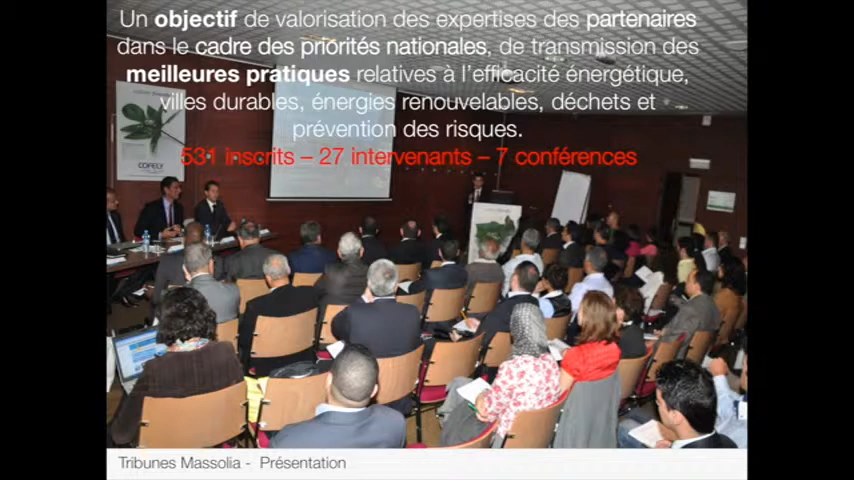 Un objectif de valorisation des expertises des partenaires
dans le cadre des priorités nationales, de transmission des
meilleures pratiques relatives à l'efficacité énergétique,
villes durables, énergies renouvelables, déchets et
prévention des risques.
531 inscrits – 27 intervenants – 7 conférences
COFELY
Tribunes Massolia - Présentation